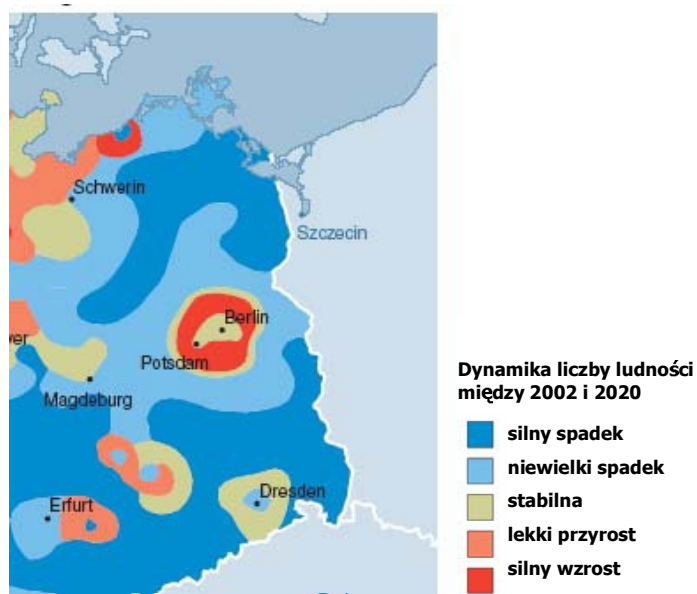 Schwerin
Szczecin
Berlin
Potsdam
Magdeburg
Erfurt
Dresden
Dynamika liczby ludności
między 2002 i 2020
silny spadek
niewielki spadek
stabilna
lekki przyrost
silny wzrost